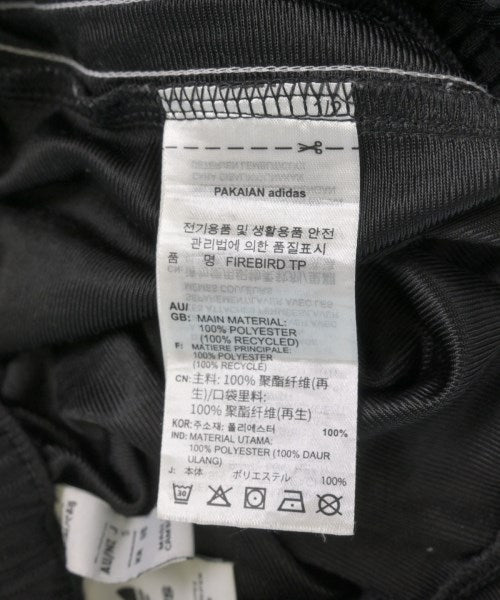 PAKAIAN adidas
전기용품 및 생활용품 안전
관리법에 의한 품질표시
품 명 FIREBIRD TP
AU/
GB: MAIN MATERIAL:
100% POLYESTER
(100% RECYCLED)
F: MATIERE PRINCIPALE:
100% POLYESTER
(100% RECYCLE)
CN: 主料: 100% 聚酯纤维(再
生)/口袋里料:
100% 聚酯纤维(再生)
KOR: 주소재: 폴리에스터 100%
IND: MATERIAL UTAMA:
100% POLYESTER (100% DAUR
ULANG)
J: 本体 ポリエステル 100%
30